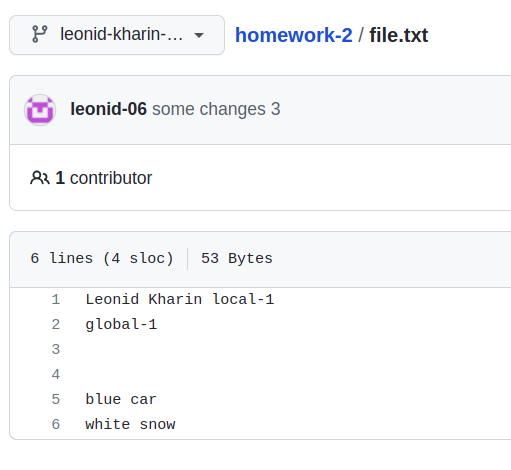 leonid-kharin-... homework-2 / file.txt
leonid-06 some changes 3
1 contributor
6 lines (4 sloc) 53 Bytes
1 Leonid Kharin local-1
2 global-1
3
4
5 blue car
6 white snow